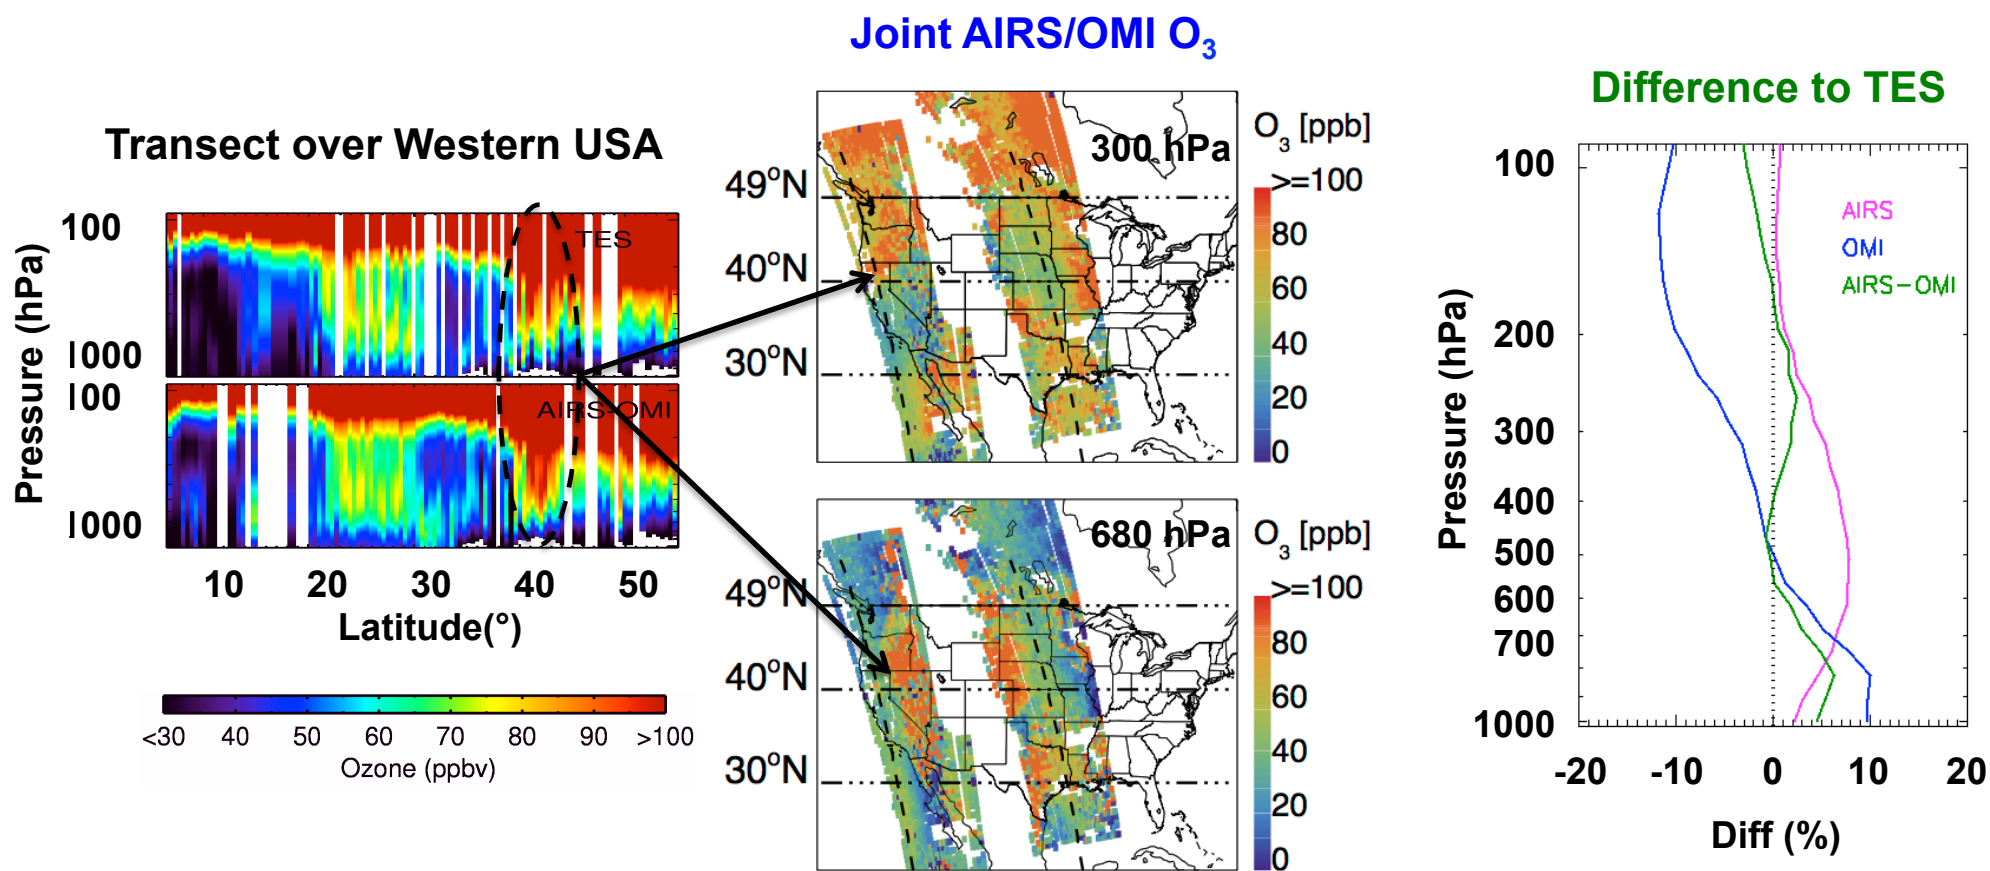 Joint AIRS/OMI O3
Transect over Western USA
Pressure (hPa)
100
1000
TES
100
1000
AIRS-OMI
10 20 30 40 50
Latitude(°)
<30 40 50 60 70 80 90 >100
Ozone (ppbv)
300 hPa
49°N
40°N
30°N
O3 [ppb]
>=100
80
60
40
20
0
680 hPa
49°N
40°N
30°N
O3 [ppb]
>=100
80
60
40
20
0
Difference to TES
Pressure (hPa)
100
200
300
400
500
600
700
1000
AIRS
OMI
AIRS-OMI
-20 -10 0 10 20
Diff (%)